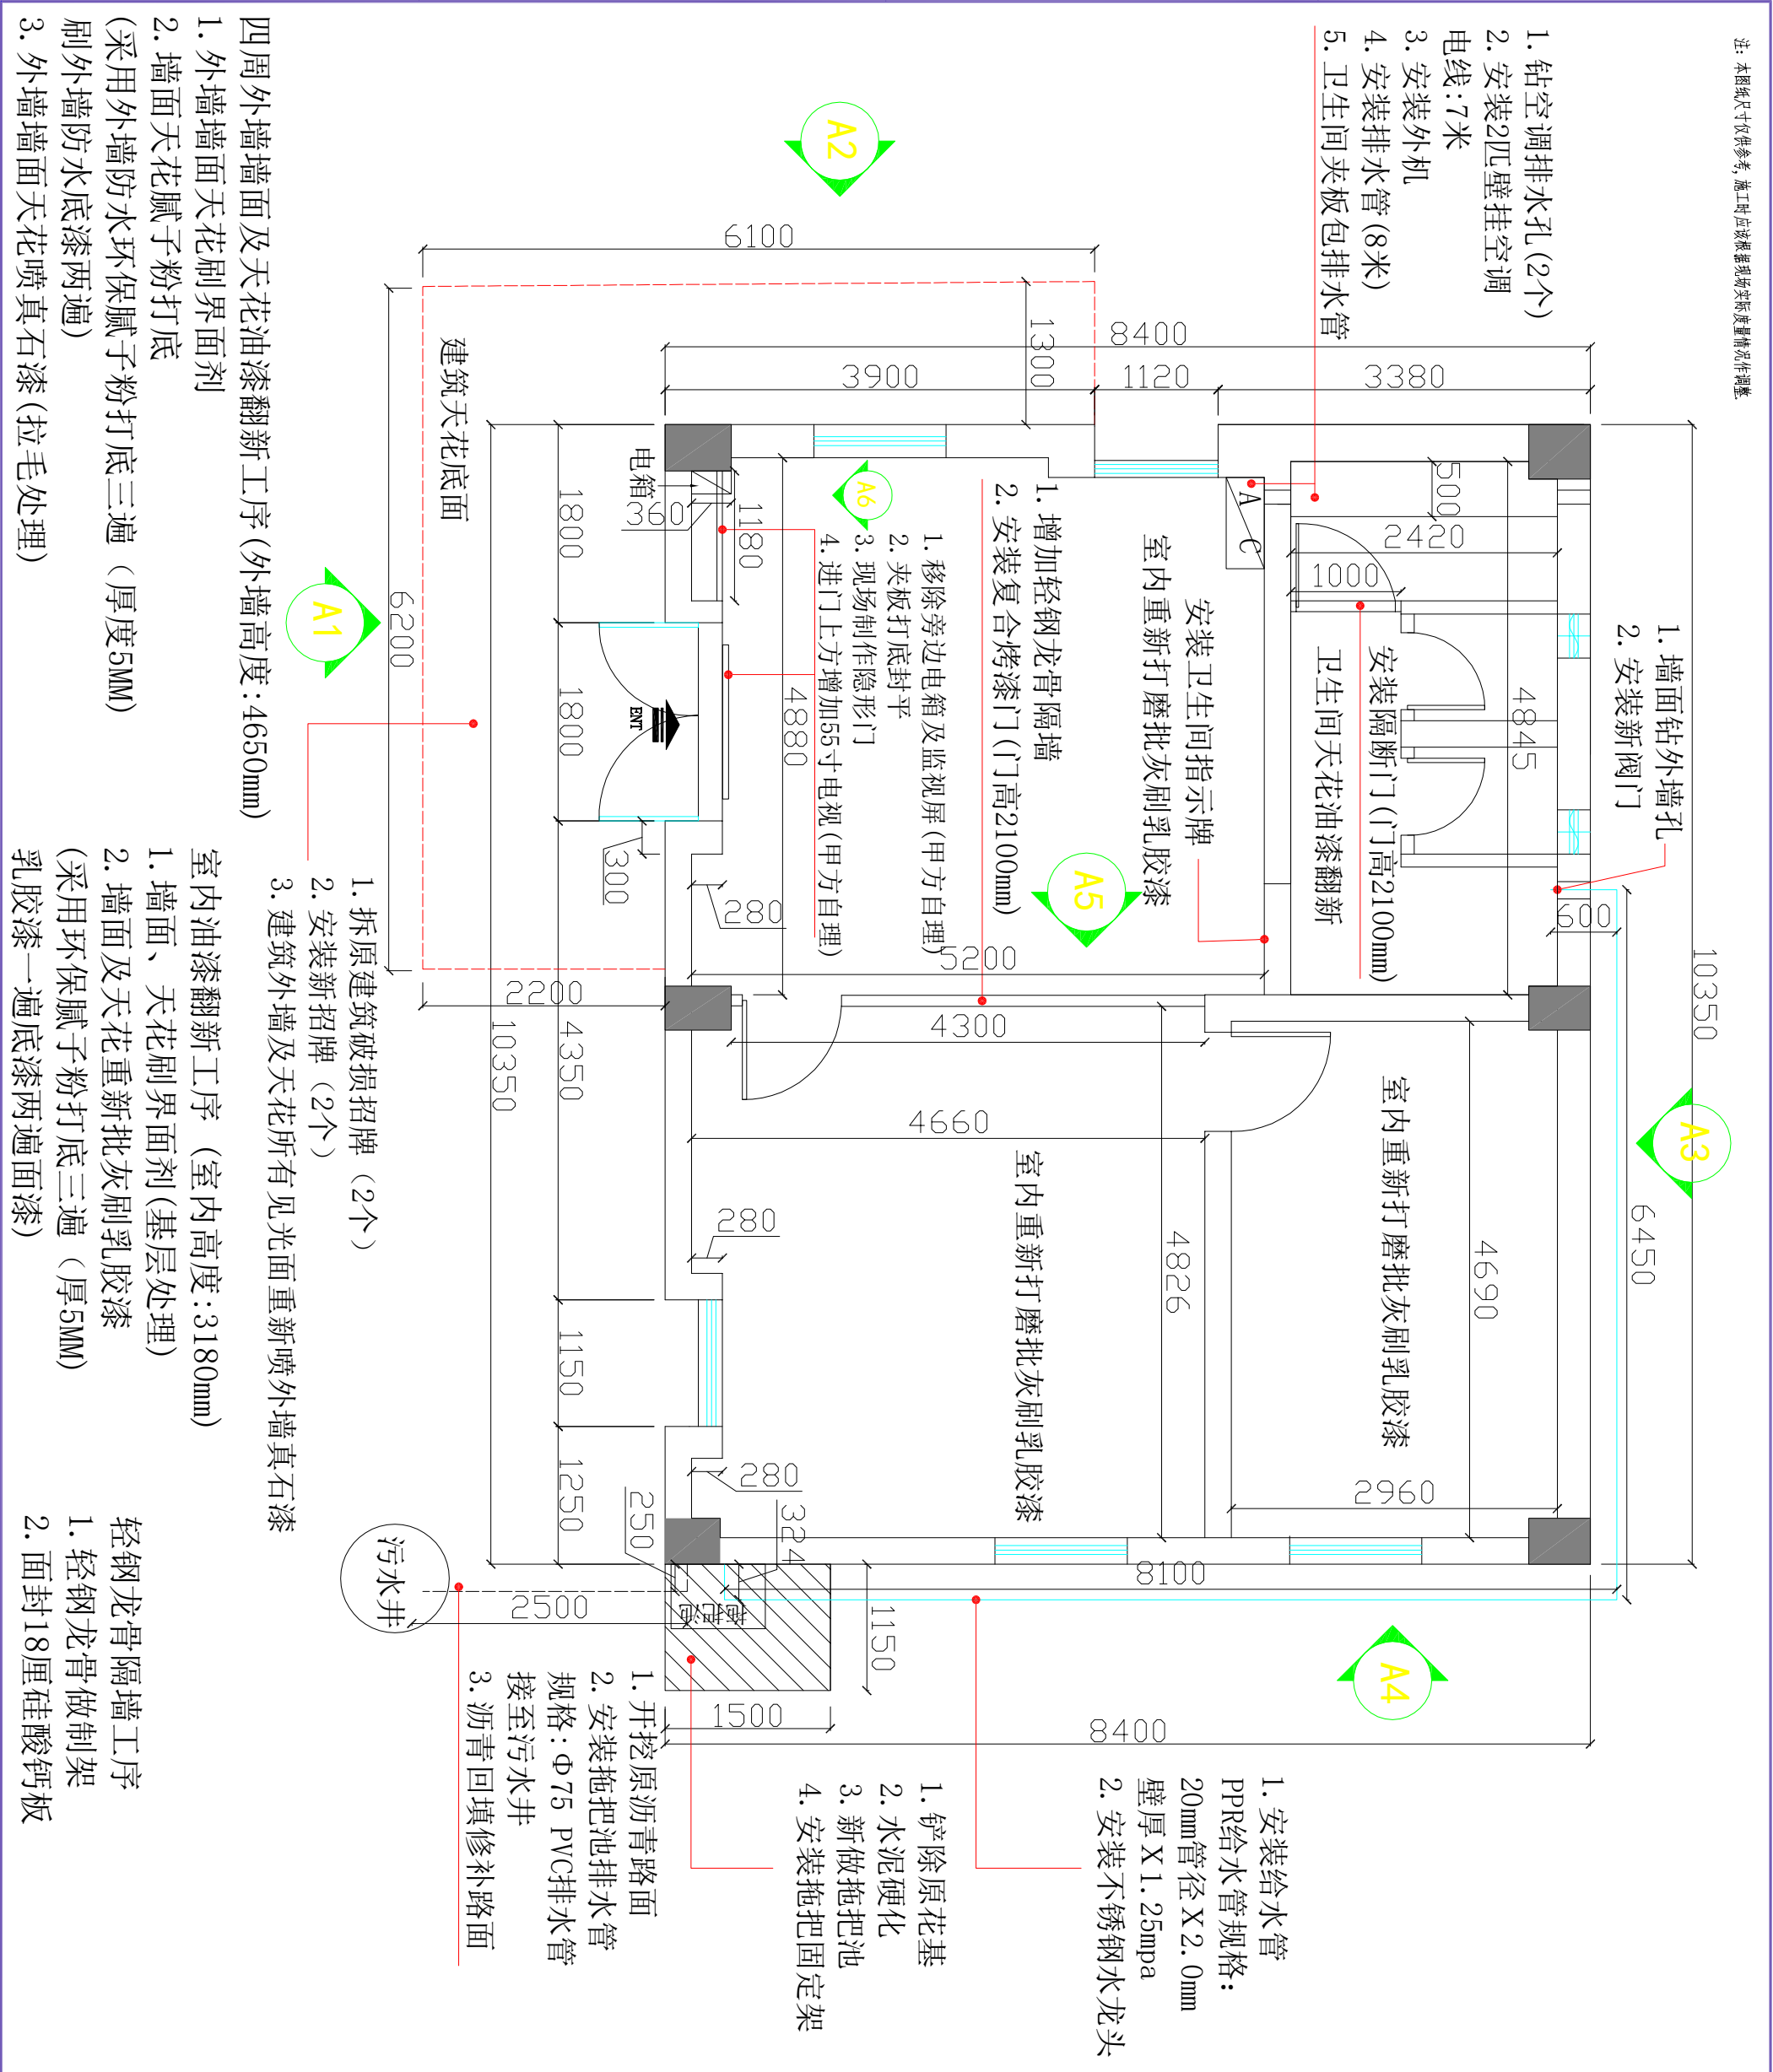 注:本图纸尺寸仅供参考,施工时应该根据现场实际度量情况作调整.
1.钻空调排水孔(2个)
2.安装2匹壁挂空调
电线:7米
3.安装外机
4.安装排水管(8米)
5.卫生间夹板包排水管
1.墙面钻外墙孔
2.安装新阀门
10350
6450
600
A3
4845
500
2420
1000
安装隔断门(门高2100mm)
卫生间天花油漆翻新
A C
安装卫生间指示牌
室内重新打磨批灰刷乳胶漆
室内重新打磨批灰刷乳胶漆
4690
2960
A2
6100
1300
8400
3900
1120
3380
1.增加轻钢龙骨隔墙
2.安装复合烤漆门(门高2100mm)
A5
A6
1.移除旁边电箱及监视屏(甲方自理)
2.夹板打底封平
3.现场制作隐形门
4.进门上方增加55寸电视(甲方自理)
5200
4880
4300
4660
4826
室内重新打磨批灰刷乳胶漆
电箱
360
1180
280
280
280
300
324
250
ENT
建筑天花底面
1800
1800
4350
1150
1250
10350
2200
6200
A1
8100
8400
1150
1500
2500
拖把池
污水井
A4
1.安装给水管
PPR给水管规格:
20mm管径X2.0mm
壁厚X1.25mpa
2.安装不锈钢水龙头
1.铲除原花基
2.水泥硬化
3.新做拖把池
4.安装拖把固定架
1.开挖原沥青路面
2.安装拖把池排水管
规格:Φ75 PVC排水管
接至污水井
3.沥青回填修补路面
1.拆原建筑破损招牌（2个）
2.安装新招牌（2个）
3.建筑外墙及天花所有见光面重新喷外墙真石漆
四周外墙墙面及天花油漆翻新工序(外墙高度:4650mm)
1.外墙墙面天花刷界面剂
2.墙面天花腻子粉打底
(采用外墙防水环保腻子粉打底三遍（厚度5MM)
刷外墙防水底漆两遍)
3.外墙墙面天花喷真石漆(拉毛处理)
室内油漆翻新工序（室内高度:3180mm)
1.墙面、天花刷界面剂(基层处理)
2.墙面及天花重新批灰刷乳胶漆
(采用环保腻子粉打底三遍（厚5MM)
乳胶漆一遍底漆两遍面漆)
轻钢龙骨隔墙工序
1.轻钢龙骨做制架
2.面封18厘硅酸钙板